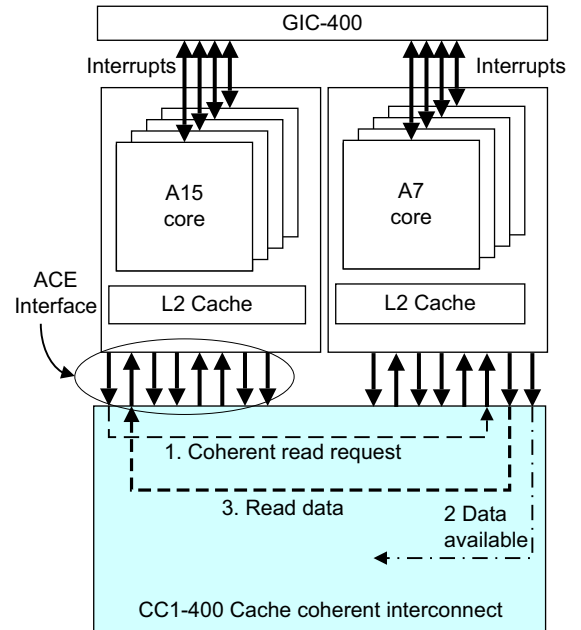 GIC-400
Interrupts
Interrupts
A15
core
A7
core
ACE
Interface
L2 Cache
L2 Cache
1. Coherent read request
3. Read data
2 Data
available
CC1-400 Cache coherent interconnect